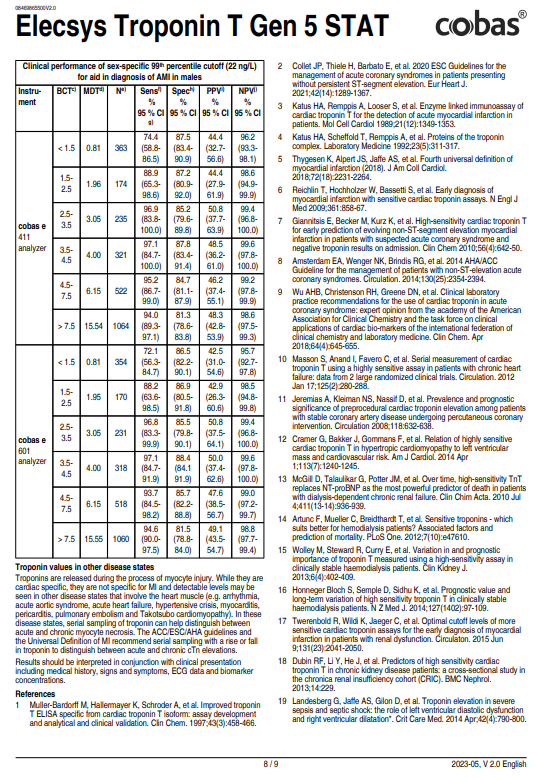 08469865500V2.0
Elecsys Troponin T Gen 5 STAT
cobas®
Clinical performance of sex-specific 99th percentile cutoff (22 ng/L)
for aid in diagnosis of AMI in males
Instru-
ment
BCTc) MDTd) Ne) Sensf) % 95 % CI g) Spech) % 95 % CI PPVi) % 95 % CI NPVj) % 95 % CI
cobas e
411
analyzer
< 1.5 0.81 363 74.4 (58.8-86.5) 87.5 (83.4-90.9) 44.4 (32.7-56.6) 96.2 (93.3-98.1)
1.5-2.5 1.96 174 88.9 (65.3-98.6) 87.2 (80.9-92.0) 44.4 (27.9-61.9) 98.6 (94.9-99.9)
2.5-3.5 3.05 235 96.9 (83.8-100.0) 85.2 (79.6-89.8) 50.8 (37.7-63.9) 99.4 (96.8-100.0)
3.5-4.5 4.00 321 97.1 (84.7-100.0) 87.8 (83.4-91.4) 48.5 (36.2-61.0) 99.6 (97.8-100.0)
4.5-7.5 6.15 522 95.2 (86.7-99.0) 84.7 (81.1-87.9) 46.2 (37.4-55.1) 99.2 (97.8-99.9)
> 7.5 15.54 1064 94.0 (89.3-97.1) 81.3 (78.6-83.8) 48.3 (42.8-53.9) 98.6 (97.5-99.3)
cobas e
601
analyzer
< 1.5 0.81 354 72.1 (56.3-84.7) 86.5 (82.2-90.1) 42.5 (31.0-54.6) 95.7 (92.7-97.8)
1.5-2.5 1.95 170 88.2 (63.6-98.5) 86.9 (80.5-91.8) 42.9 (26.3-60.6) 98.5 (94.8-99.8)
2.5-3.5 3.05 231 96.8 (83.3-99.9) 85.5 (79.8-90.1) 50.8 (37.5-64.1) 99.4 (96.8-100.0)
3.5-4.5 4.00 318 97.1 (84.7-91.9) 88.4 (84.1-91.9) 50.0 (37.4-62.6) 99.6 (97.8-100.0)
4.5-7.5 6.15 518 93.7 (84.5-98.2) 85.7 (82.2-88.8) 47.6 (38.5-56.7) 99.0 (97.2-99.7)
> 7.5 15.55 1060 94.6 (90.0-97.5) 81.5 (78.8-84.0) 49.1 (43.5-54.7) 98.8 (97.7-99.4)
Troponin values in other disease states
Troponins are released during the process of myocyte injury. While they are
cardiac specific, they are not specific for MI and detectable levels may be
seen in other disease states that involve the heart muscle (e.g. arrhythmia,
acute aortic syndrome, acute heart failure, hypertensive crisis, myocarditis,
pericarditis, pulmonary embolism and Takotsubo cardiomyopathy). In these
disease states, serial sampling of troponin can help distinguish between
acute and chronic myocyte necrosis. The ACC/ESC/AHA guidelines and
the Universal Definition of MI recommend serial sampling with a rise or fall
in troponin to distinguish between acute and chronic cTn elevations.
Results should be interpreted in conjunction with clinical presentation
including medical history, signs and symptoms, ECG data and biomarker
concentrations.
References
1 Muller-Bardorff M, Hallermayer K, Schroder A, et al. Improved troponin
T ELISA specific from cardiac troponin T isoform: assay development
and analytical and clinical validation. Clin Chem. 1997;43(3):458-466.
2 Collet JP, Thiele H, Barbato E, et al. 2020 ESC Guidelines for the
management of acute coronary syndromes in patients presenting
without persistent ST-segment elevation. Eur Heart J.
2021;42(14):1289-1367.
3 Katus HA, Remppis A, Looser S, et al. Enzyme linked immunoassay of
cardiac troponin T for the detection of acute myocardial infarction in
patients. Mol Cell Cardiol 1989;21(12):1349-1353.
4 Katus HA, Scheffold T, Remppis A, et al. Proteins of the troponin
complex. Laboratory Medicine 1992;23(5):311-317.
5 Thygesen K, Alpert JS, Jaffe AS, et al. Fourth universal definition of
myocardial infarction (2018). J Am Coll Cardiol.
2018;72(18):2231-2264.
6 Reichlin T, Hochholzer W, Bassetti S, et al. Early diagnosis of
myocardial infarction with sensitive cardiac troponin assays. N Engl J
Med 2009;361:858-67.
7 Giannitsis E, Becker M, Kurz K, et al. High-sensitivity cardiac troponin T
for early prediction of evolving non-ST-segment elevation myocardial
infarction in patients with suspected acute coronary syndrome and
negative troponin results on admission. Clin Chem 2010;56(4):642-50.
8 Amsterdam EA, Wenger NK, Brindis RG, et al. 2014 AHA/ACC
Guideline for the management of patients with non-ST-elevation acute
coronary syndromes. Circulation. 2014;130(25):2354-2394.
9 Wu AHB, Christenson RH, Greene DN, et al. Clinical laboratory
practice recommendations for the use of cardiac troponin in acute
coronary syndrome: expert opinion from the academy of the American
Association for Clinical Chemistry and the task force on clinical
applications of cardiac bio-markers of the international federation of
clinical chemistry and laboratory medicine. Clin Chem. Apr
2018;64(4):645-655.
10 Masson S, Anand I, Favero C, et al. Serial measurement of cardiac
troponin T using a highly sensitive assay in patients with chronic heart
failure: data from 2 large randomized clinical trials. Circulation. 2012
Jan 17;125(2):280-288.
11 Jeremias A, Kleiman NS, Nassif D, et al. Prevalence and prognostic
significance of preprocedural cardiac troponin elevation among patients
with stable coronary artery disease undergoing percutaneous coronary
intervention. Circulation 2008;118:632-638.
12 Cramer G, Bakker J, Gommans F, et al. Relation of highly sensitive
cardiac troponin T in hypertropic cardiomyopathy to left ventricular
mass and cardiovascular risk. Am J Cardiol. 2014 Apr
1;113(7):1240-1245.
13 McGill D, Talaulikar G, Potter JM, et al. Over time, high-sensitivity TnT
replaces NT-proBNP as the most powerful predictor of death in patients
with dialysis-dependent chronic renal failure. Clin Chim Acta. 2010 Jul
4;411(13-14):936-939.
14 Artunc F, Mueller C, Breidthardt T, et al. Sensitive troponins - which
suits better for hemodialysis patients? Associated factors and
prediction of mortality. PLoS One. 2012;7(10):e47610.
15 Wolley M, Steward R, Curry E, et al. Variation in and prognostic
importance of troponin T measured using a high-sensitivity assay in
clinically stable haemodialysis patients. Clin Kidney J.
2013;6(4):402-409.
16 Honneger Bloch S, Semple D, Sidhu K, et al. Prognostic value and
long-term variation of high sensitivity troponin T in clinically stable
haemodialysis patients. N Z Med J. 2014;127(1402):97-109.
17 Twerenbold R, Wildi K, Jaeger C, et al. Optimal cutoff levels of more
sensitive cardiac troponin assays for the early diagnosis of myocardial
infarction in patients with renal dysfunction. Circulaton. 2015 Jun
9;131(23):2041-2050.
18 Dubin RF, Li Y, He J, et al. Predictors of high sensitivity cardiac
troponin T in chronic kidney disease patients: a cross-sectional study in
the chronica renal insufficiency cohort (CRIC). BMC Nephrol.
2013;14:229.
19 Landesberg G, Jaffe AS, Gilon D, et al. Troponin elevation in severe
sepsis and septic shock: the role of left ventricular diastolic dysfunction
and right ventricular dilatation*. Crit Care Med. 2014 Apr;42(4):790-800.
8 / 9
2023-05, V 2.0 English